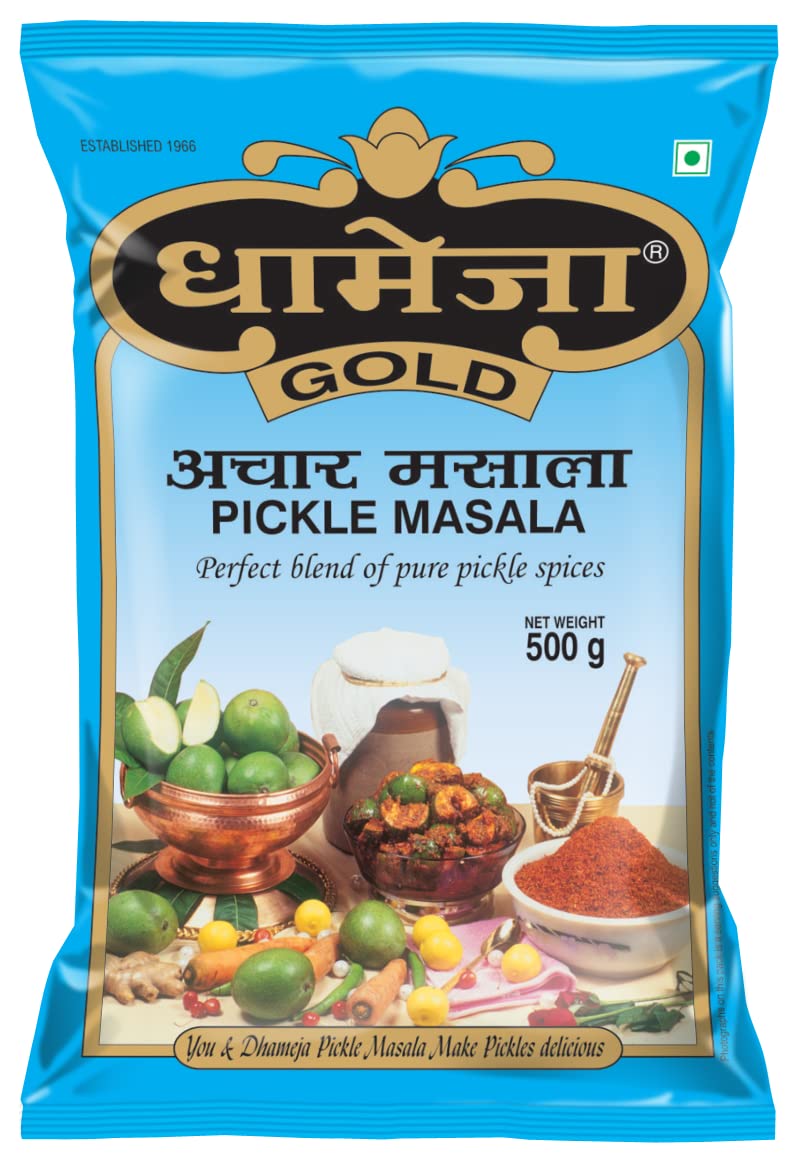 ESTABLISHED 1966
धामेजा®
GOLD
अचार मसाला
PICKLE MASALA
Perfect blend of pure pickle spices
NET WEIGHT
500 g
You & Dhameja Pickle Masala Make Pickles delicious